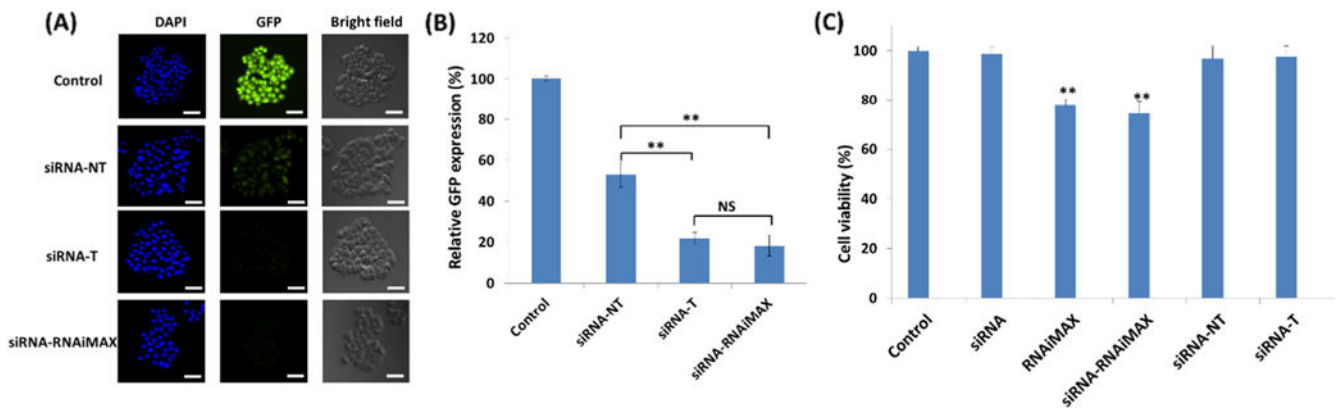 (A)
DAPI GFP Bright field
Control
siRNA-NT
siRNA-T
siRNA-RNAiMAX
(B)
Relative GFP expression (%)
120
100
80
60
40
20
0
**
**
NS
Control siRNA-NT siRNA-T siRNA-RNAiMAX
(C)
Cell viability (%)
100
80
60
40
20
0
** **
Control siRNA RNAiMAX siRNA-RNAiMAX siRNA-NT siRNA-T